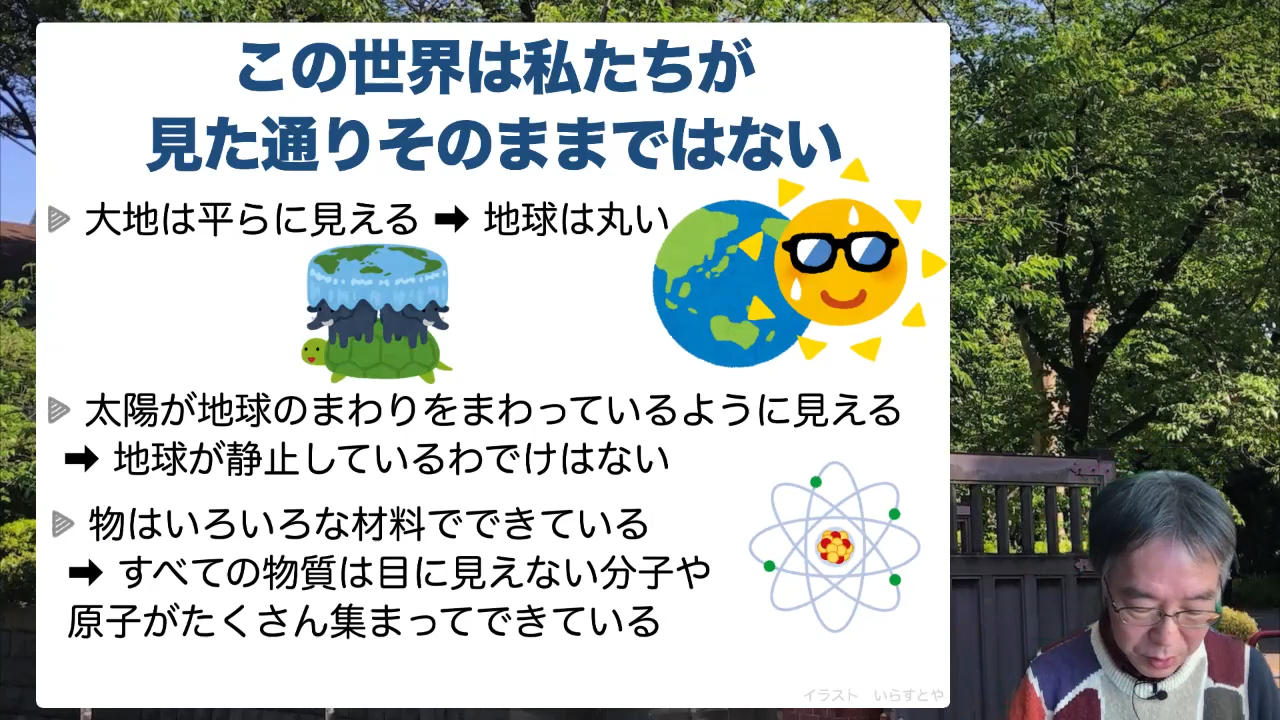 この世界は私たちが
見た通りそのままではない
大地は平らに見える ➡ 地球は丸い
太陽が地球のまわりをまわっているように見える
➡ 地球が静止しているわでけはない
物はいろいろな材料でできている
➡ すべての物質は目に見えない分子や
原子がたくさん集まってできている
イラスト いらすとや